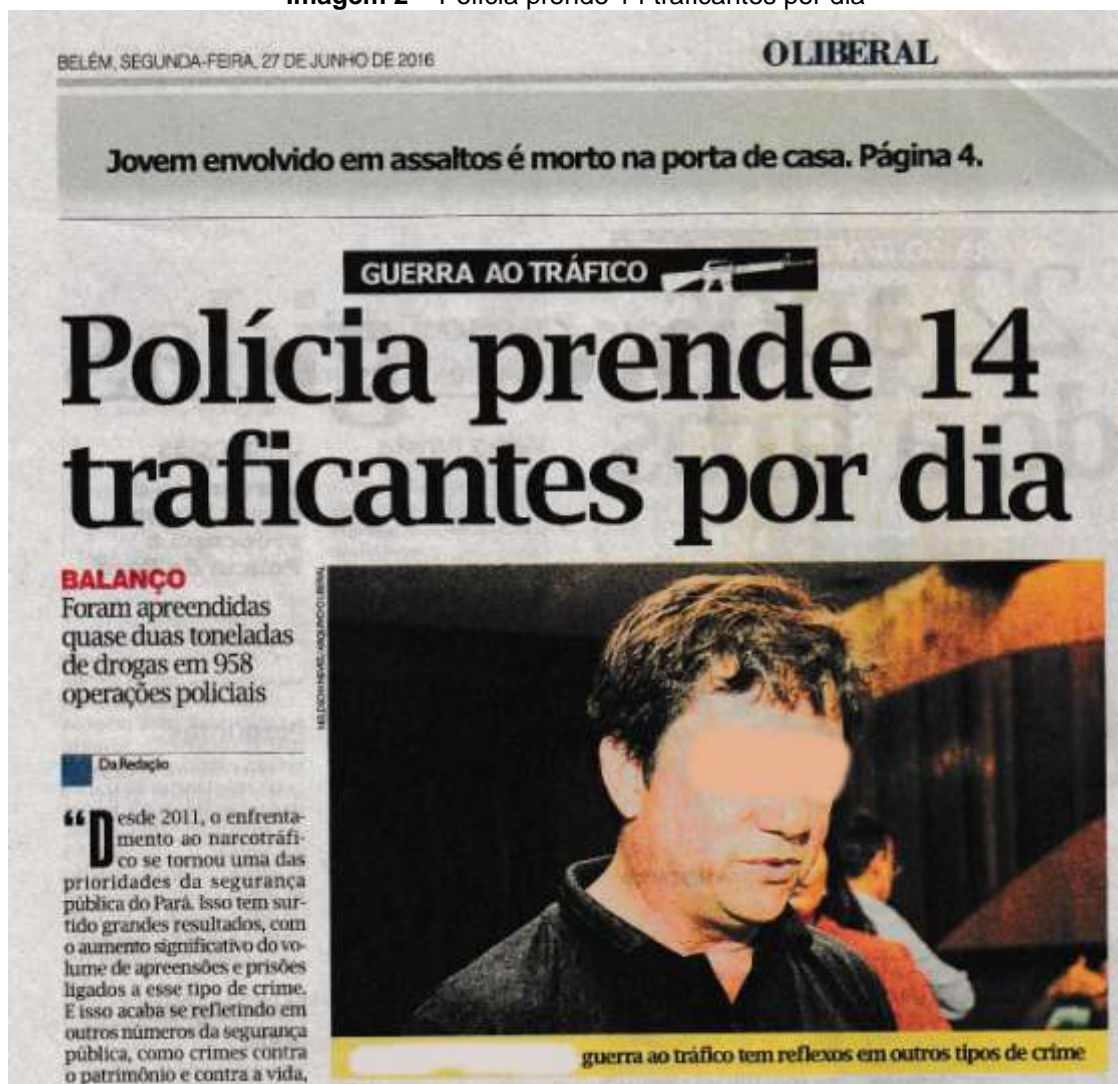 Imagem 2 – Polícia prende 14 traficantes por dia
BELÉM, SEGUNDA-FEIRA, 27 DE JUNHO DE 2016
O LIBERAL
Jovem envolvido em assaltos é morto na porta de casa. Página 4.
GUERRA AO TRÁFICO
Polícia prende 14
traficantes por dia
BALANÇO
Foram apreendidas
quase duas toneladas
de drogas em 958
operações policiais
Da Redação
“Desde 2011, o enfrenta-
mento ao narcotráfi-
co se tornou uma das
prioridades da segurança
pública do Pará. Isso tem sur-
tido grandes resultados, com
o aumento significativo do vo-
lume de apreensões e prisões
ligados a esse tipo de crime.
E isso acaba se refletindo em
outros números da segurança
pública, como crimes contra
o patrimônio e contra a vida,
guerra ao tráfico tem reflexos em outros tipos de crime